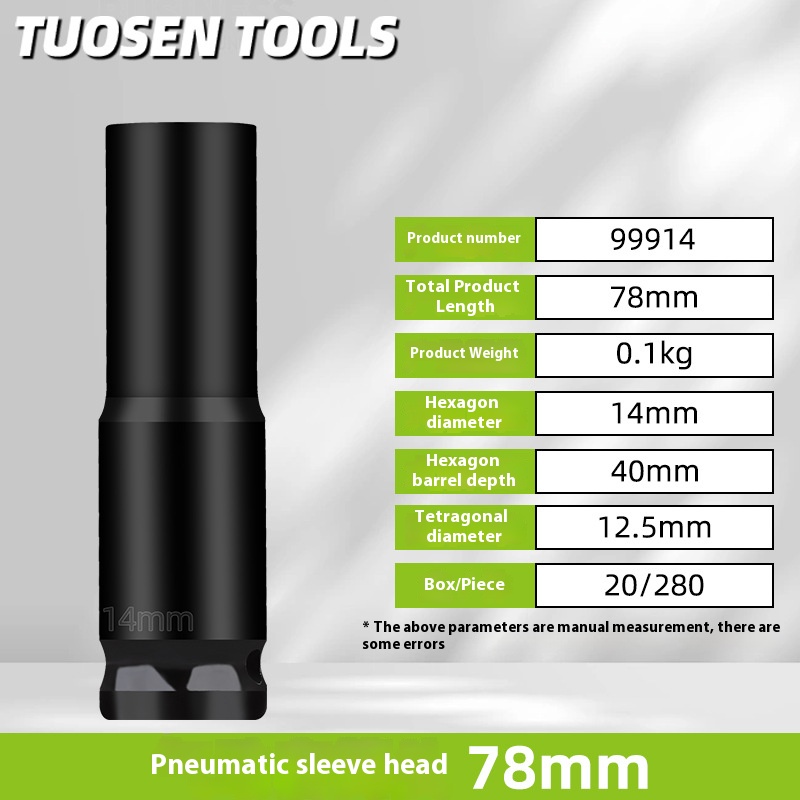 TUOSEN TOOLS
Product number 99914
Total Product
Length
78mm
Product Weight 0.1kg
Hexagon
diameter
14mm
Hexagon
barrel depth
40mm
Tetragonal
diameter
12.5mm
Box/Piece 20/280
14mm
* The above parameters are manual measurement, there are
some errors
Pneumatic sleeve head 78mm